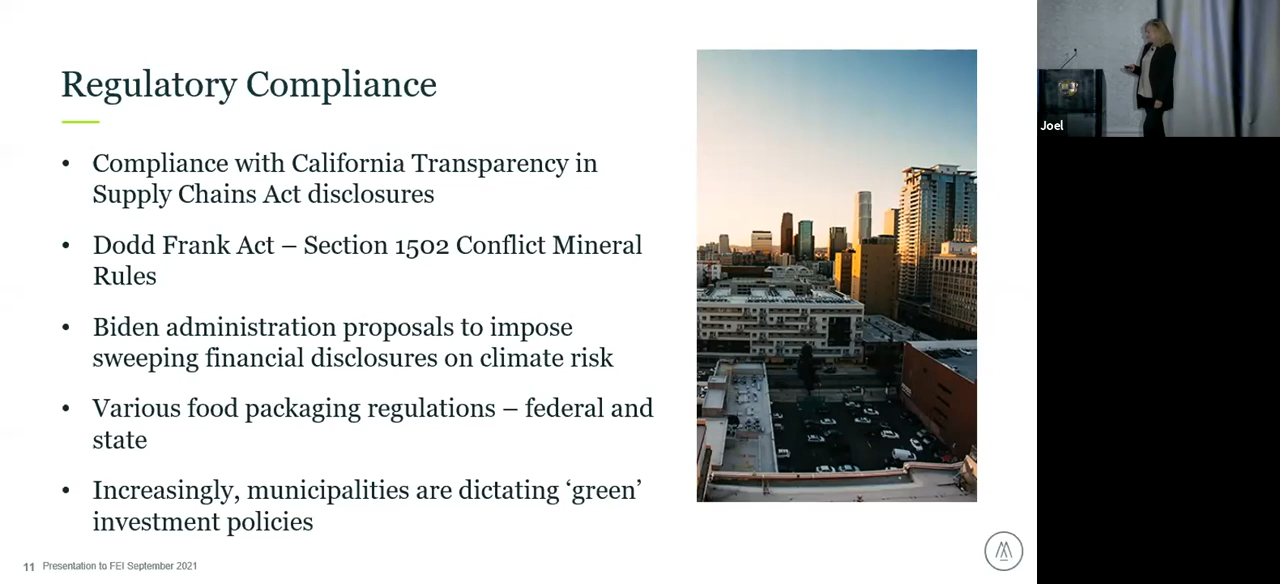 Regulatory Compliance
• Compliance with California Transparency in
Supply Chains Act disclosures
• Dodd Frank Act – Section 1502 Conflict Mineral
Rules
• Biden administration proposals to impose
sweeping financial disclosures on climate risk
• Various food packaging regulations – federal and
state
• Increasingly, municipalities are dictating ‘green’
investment policies
11 Presentation to FEI September 2021
Joel